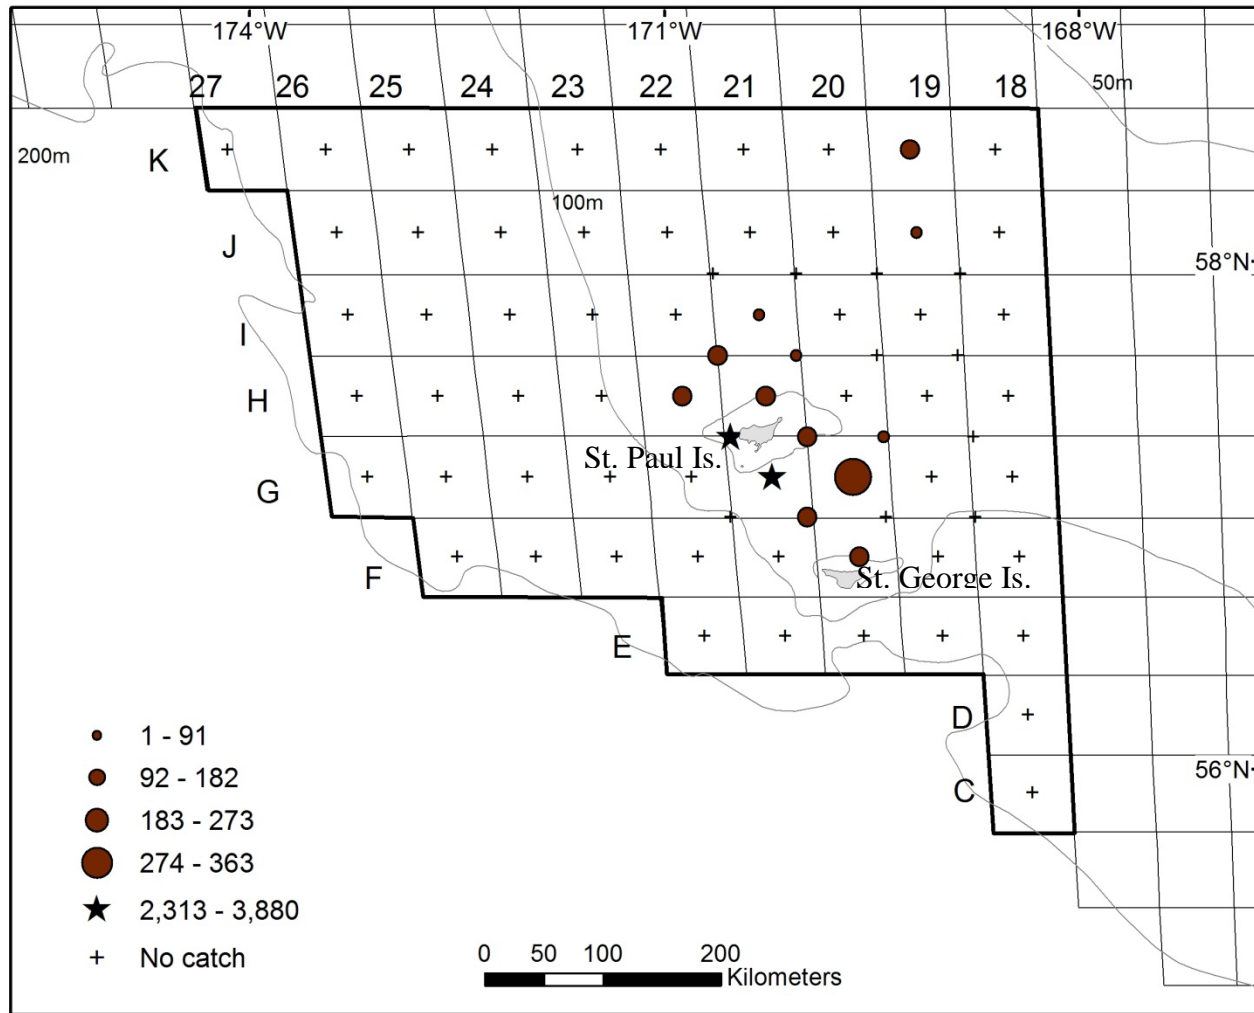 174°W 171°W 168°W
27 26 25 24 23 22 21 20 19 18 50m
200m K
100m
J
58°N
I
H
St. Paul Is.
G
F
St. George Is.
E
D
C
56°N
1 - 91
92 - 182
183 - 273
274 - 363
2,313 - 3,880
No catch
0 50 100 200
Kilometers